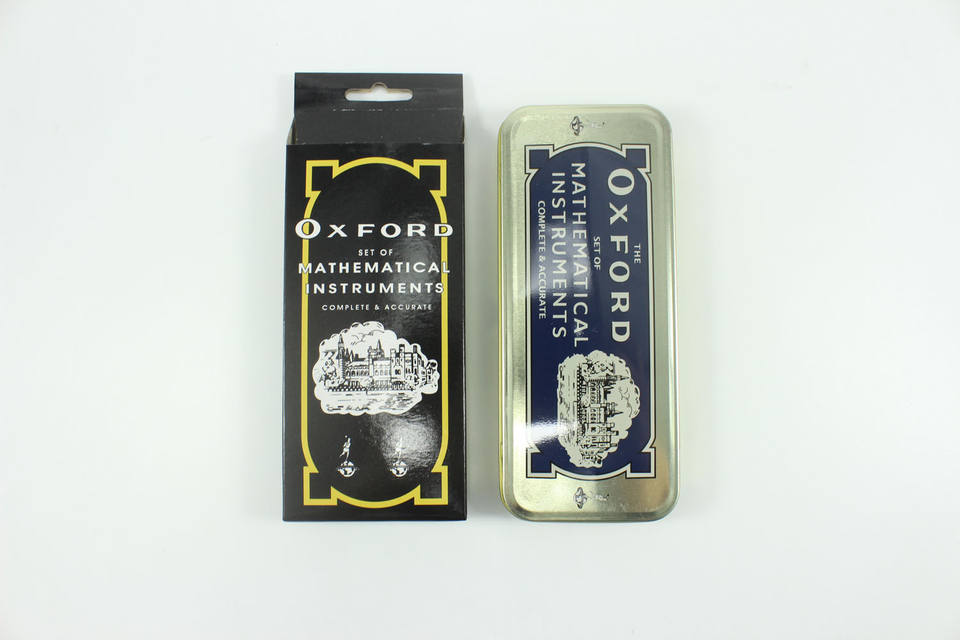 OXFORD
SET OF
MATHEMATICAL
INSTRUMENTS
COMPLETE & ACCURATE
THE
OXFORD
SET OF
MATHEMATICAL
INSTRUMENTS
COMPLETE & ACCURATE